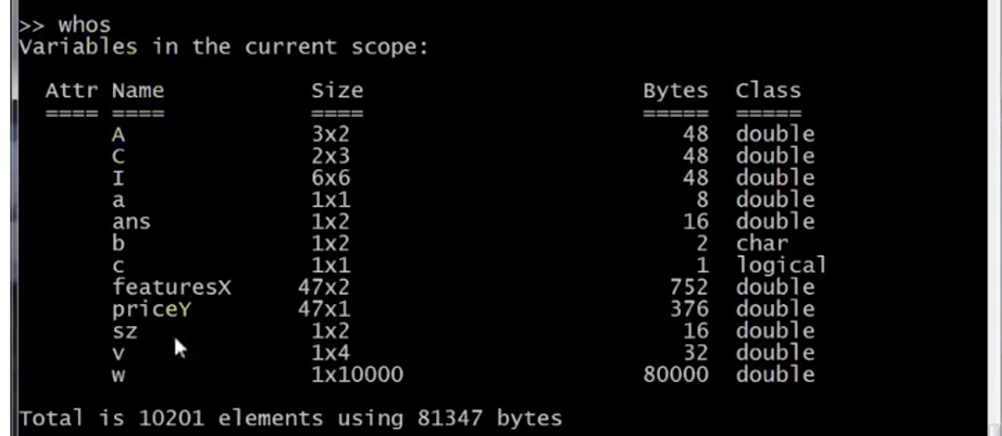 >> whos
Variables in the current scope:
Attr Name Size Bytes Class
==== ==== ==== ===== =====
A 3x2 48 double
C 2x3 48 double
I 6x6 48 double
a 1x1 8 double
ans 1x2 16 double
b 1x2 2 char
c 1x1 1 logical
featuresX 47x2 752 double
priceY 47x1 376 double
sz 1x2 16 double
v 1x4 32 double
w 1x10000 80000 double
Total is 10201 elements using 81347 bytes